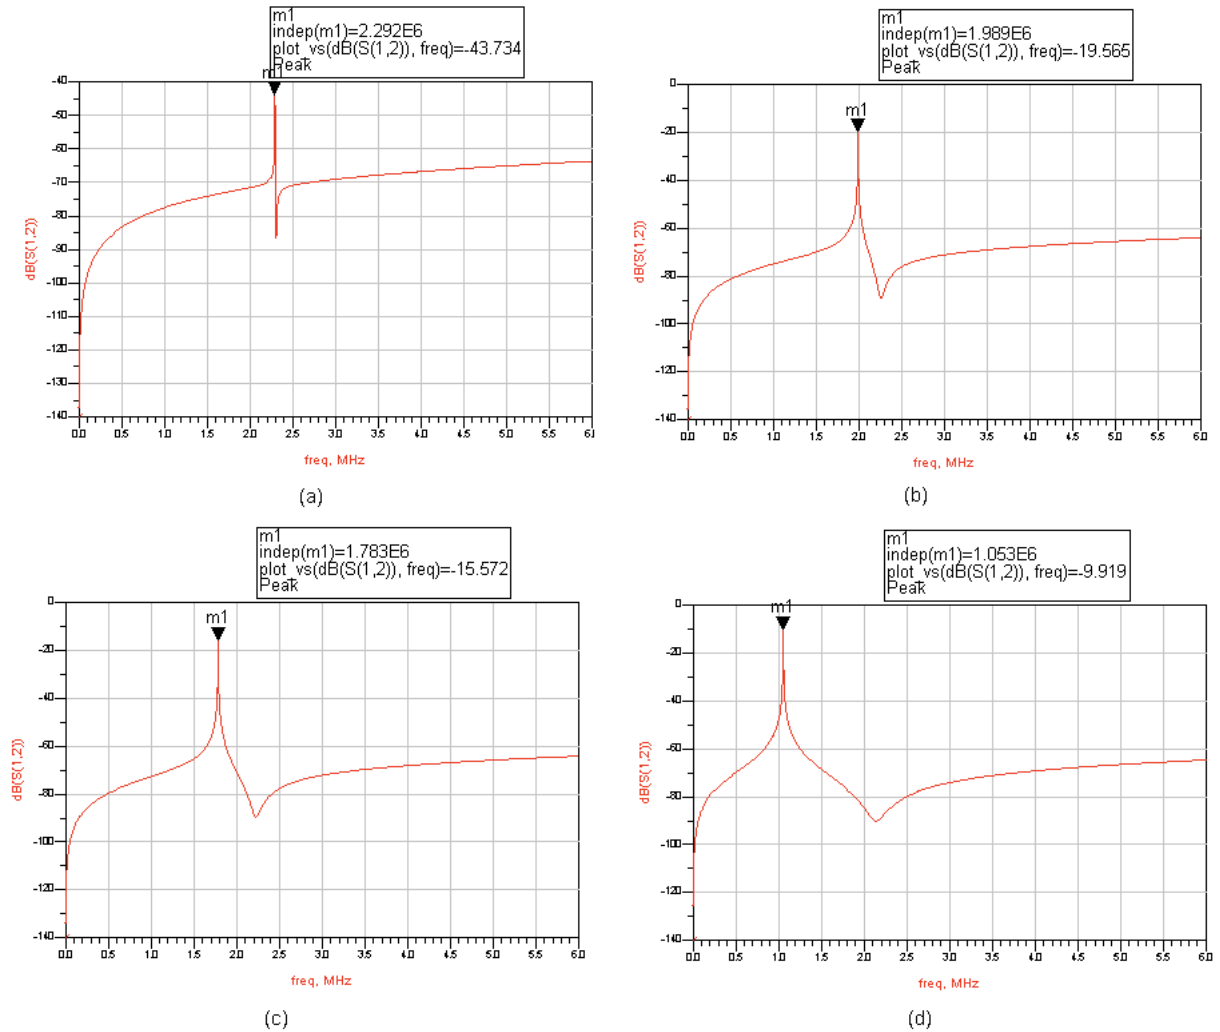 m1
indep(m1)=2.292E6
plot_vs(dB(S(1,2)), freq)=-43.734
Peak
m1
-40
-50
-60
-70
-80
-90
-100
-110
-120
-130
-140
dB(S(1,2))
0.0 0.5 1.0 1.5 2.0 2.5 3.0 3.5 4.0 4.5 5.0 5.5 6.0
freq, MHz
(a)
m1
indep(m1)=1.989E6
plot_vs(dB(S(1,2)), freq)=-19.565
Peak
m1
0
-20
-40
-60
-80
-100
-120
-140
dB(S(1,2))
0.0 0.5 1.0 1.5 2.0 2.5 3.0 3.5 4.0 4.5 5.0 5.5 6.0
freq, MHz
(b)
m1
indep(m1)=1.783E6
plot_vs(dB(S(1,2)), freq)=-15.572
Peak
m1
0
-20
-40
-60
-80
-100
-120
-140
dB(S(1,2))
0.0 0.5 1.0 1.5 2.0 2.5 3.0 3.5 4.0 4.5 5.0 5.5 6.0
freq, MHz
(c)
m1
indep(m1)=1.053E6
plot_vs(dB(S(1,2)), freq)=-9.919
Peak
m1
0
-20
-40
-60
-80
-100
-120
-140
dB(S(1,2))
0.0 0.5 1.0 1.5 2.0 2.5 3.0 3.5 4.0 4.5 5.0 5.5 6.0
freq, MHz
(d)